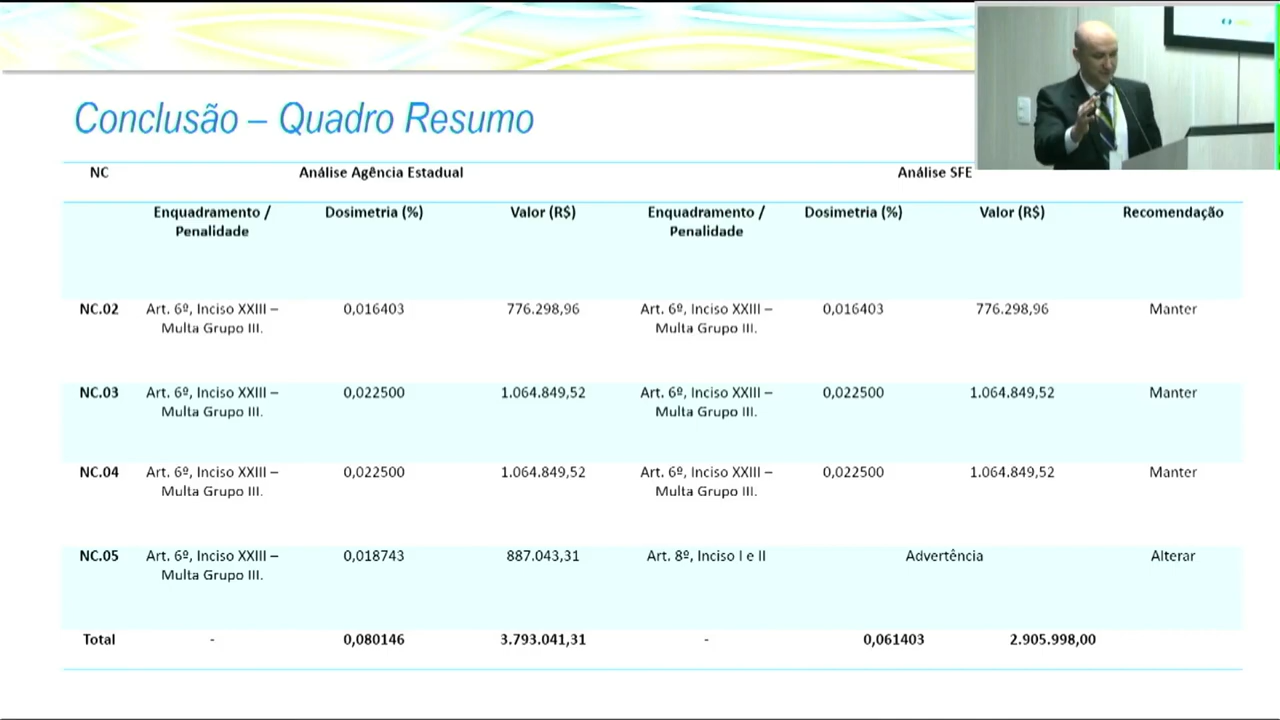 Conclusão – Quadro Resumo
NC Análise Agência Estadual Análise SFE
Enquadramento / Dosimetria (%) Valor (R$) Enquadramento / Dosimetria (%) Valor (R$) Recomendação
Penalidade Penalidade
NC.02 Art. 6º, Inciso XXIII – 0,016403 776.298,96 Art. 6º, Inciso XXIII – 0,016403 776.298,96 Manter
Multa Grupo III. Multa Grupo III.
NC.03 Art. 6º, Inciso XXIII – 0,022500 1.064.849,52 Art. 6º, Inciso XXIII – 0,022500 1.064.849,52 Manter
Multa Grupo III. Multa Grupo III.
NC.04 Art. 6º, Inciso XXIII – 0,022500 1.064.849,52 Art. 6º, Inciso XXIII – 0,022500 1.064.849,52 Manter
Multa Grupo III. Multa Grupo III.
NC.05 Art. 6º, Inciso XXIII – 0,018743 887.043,31 Art. 8º, Inciso I e II Advertência Alterar
Multa Grupo III.
Total - 0,080146 3.793.041,31 - 0,061403 2.905.998,00